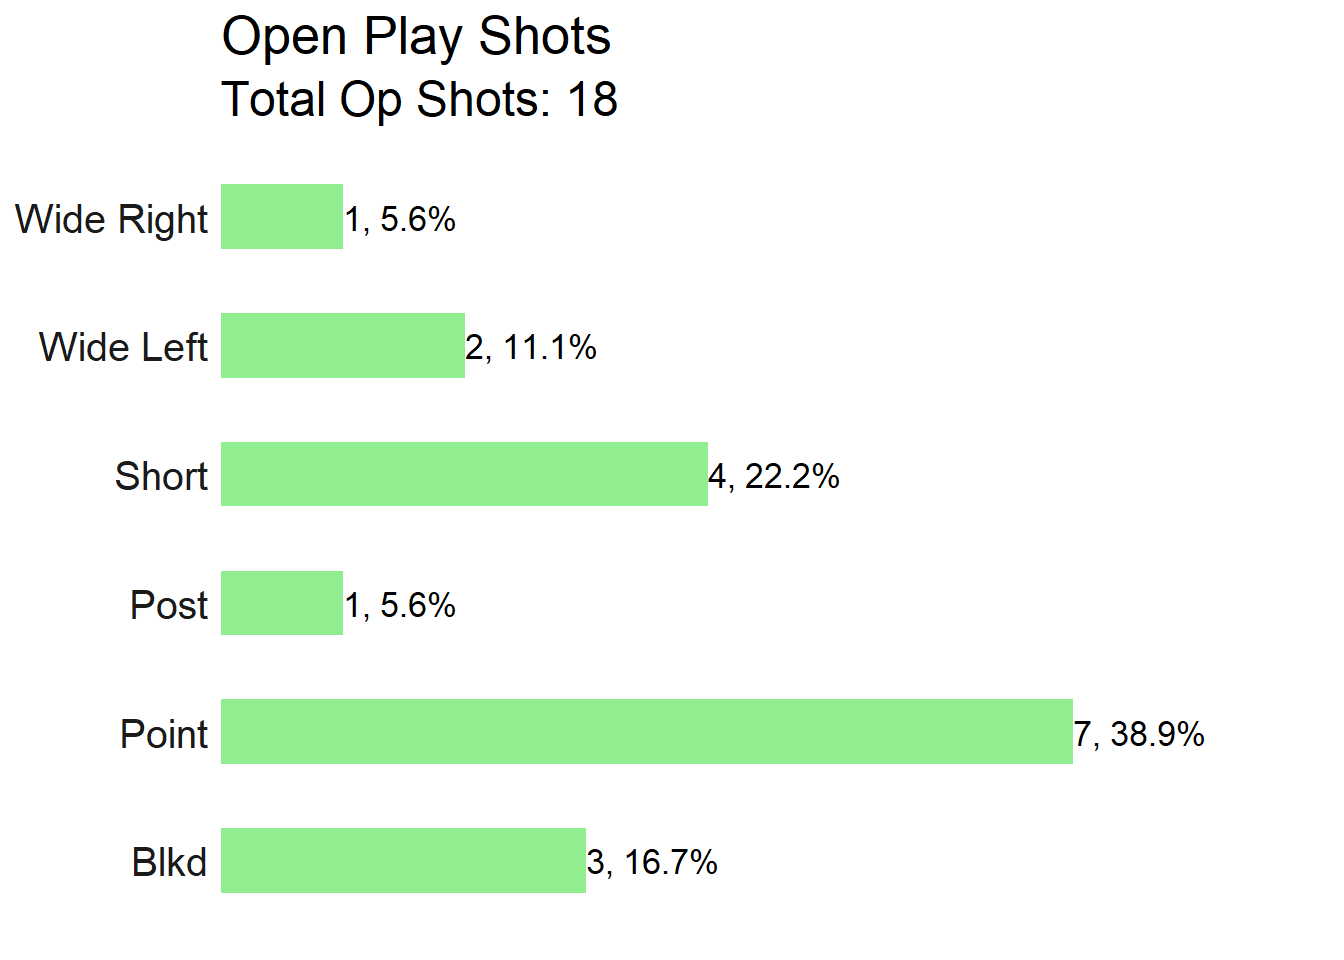 Open Play Shots
Total Op Shots: 18
Wide Right 1, 5.6%
Wide Left 2, 11.1%
Short 4, 22.2%
Post 1, 5.6%
Point 7, 38.9%
Blkd 3, 16.7%